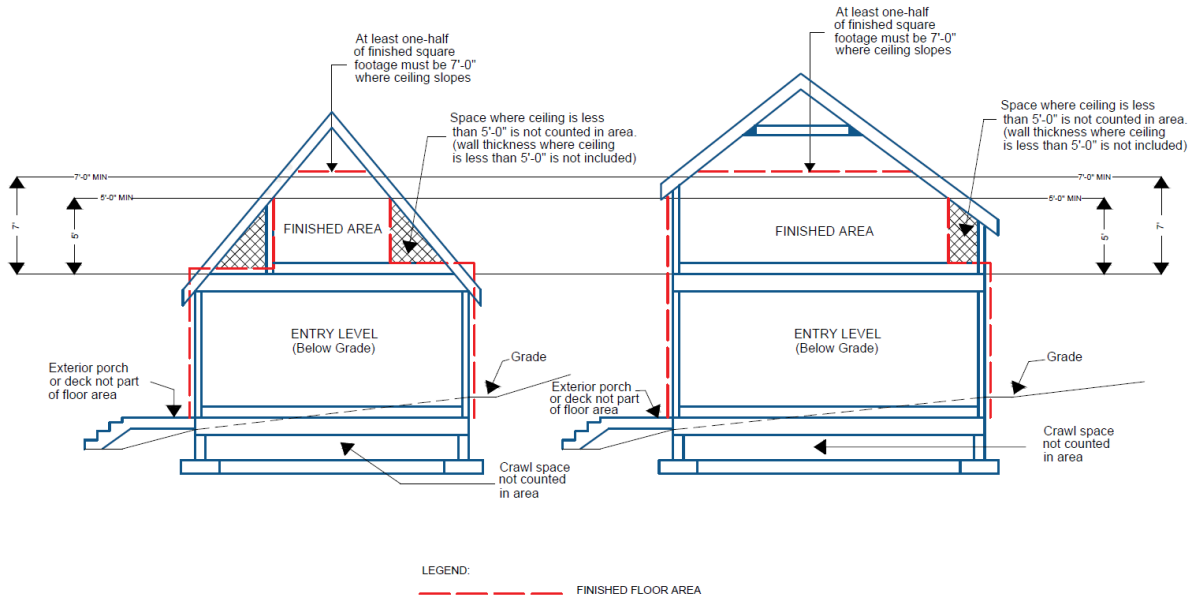 At least one-half
of finished square
footage must be 7'-0"
where ceiling slopes
Space where ceiling is less
than 5'-0" is not counted in area.
(wall thickness where ceiling
is less than 5'-0" is not included)
7'-0" MIN
5'-0" MIN
7'
5'
FINISHED AREA
ENTRY LEVEL
(Below Grade)
Grade
Exterior porch
or deck not part
of floor area
Crawl space
not counted
in area
At least one-half
of finished square
footage must be 7'-0"
where ceiling slopes
Space where ceiling is less
than 5'-0" is not counted in area.
(wall thickness where ceiling
is less than 5'-0" is not included)
7'-0" MIN
5'-0" MIN
5'
7'
FINISHED AREA
ENTRY LEVEL
(Below Grade)
Grade
Exterior porch
or deck not part
of floor area
Crawl space
not counted
in area
LEGEND:
FINISHED FLOOR AREA